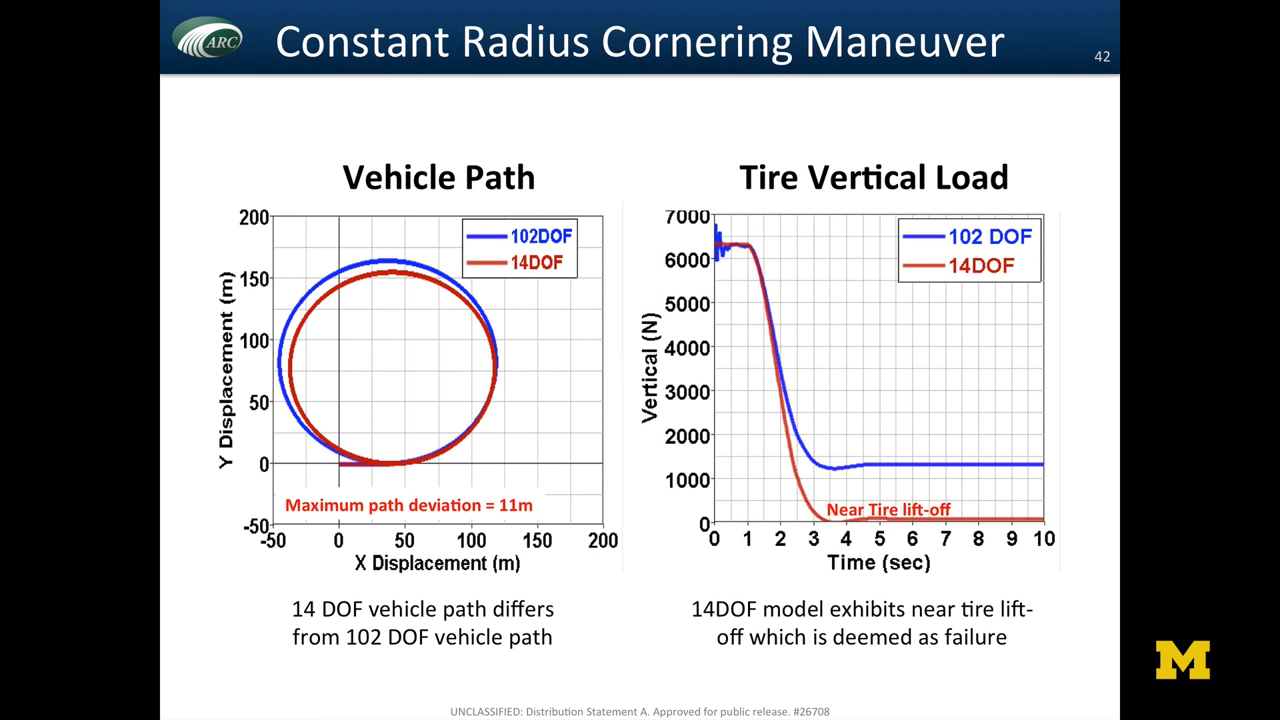 ARC
Constant Radius Cornering Maneuver
42
Vehicle Path
200
150
100
50
0
-50
Y Displacement (m)
102DOF
14DOF
Maximum path deviation = 11m
-50 0 50 100 150 200
X Displacement (m)
14 DOF vehicle path differs
from 102 DOF vehicle path
Tire Vertical Load
7000
6000
5000
4000
3000
2000
1000
0
Vertical (N)
102 DOF
14DOF
Near Tire lift-off
0 1 2 3 4 5 6 7 8 9 10
Time (sec)
14DOF model exhibits near tire lift-
off which is deemed as failure
M
UNCLASSIFIED: Distribution Statement A. Approved for public release. #26708